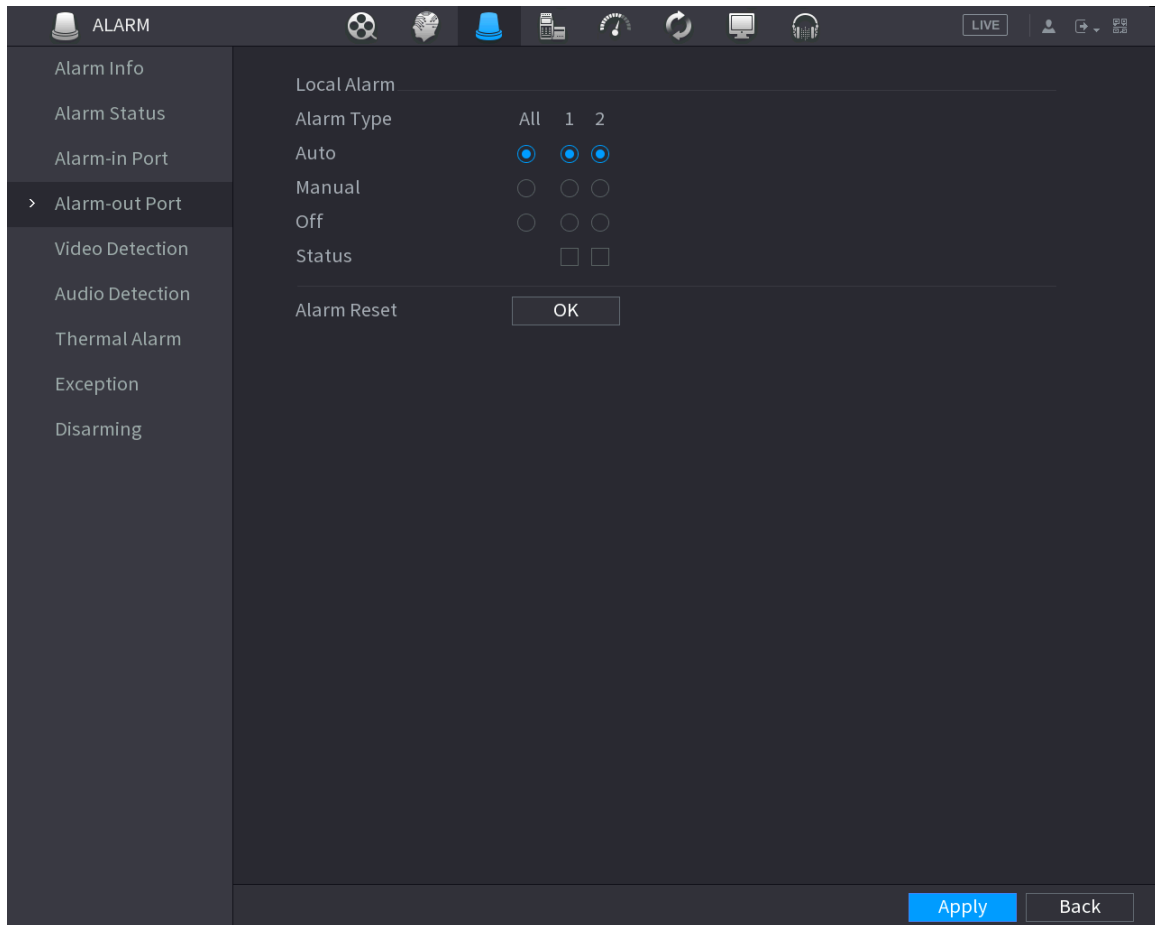 ALARM
LIVE
Alarm Info
Alarm Status
Alarm-in Port
Alarm-out Port
Video Detection
Audio Detection
Thermal Alarm
Exception
Disarming
Local Alarm
Alarm Type All 1 2
Auto
Manual
Off
Status
Alarm Reset OK
Apply Back